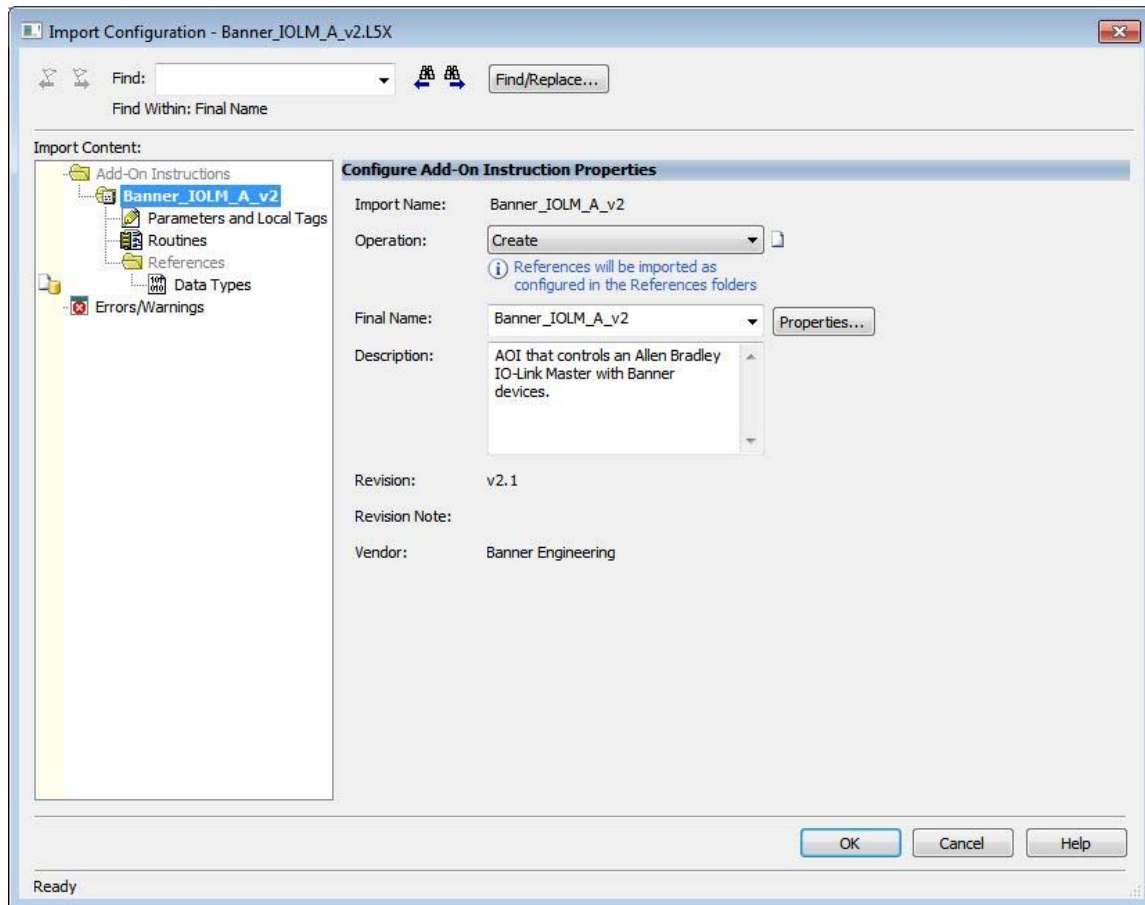 Import Configuration - Banner_IOLM_A_v2.L5X
Find:
Find/Replace...
Find Within: Final Name
Import Content:
Add-On Instructions
Banner_IOLM_A_v2
Parameters and Local Tags
Routines
References
Data Types
Errors/Warnings
Configure Add-On Instruction Properties
Import Name: Banner_IOLM_A_v2
Operation: Create
References will be imported as
configured in the References folders
Final Name: Banner_IOLM_A_v2 Properties...
Description: AOI that controls an Allen Bradley
IO-Link Master with Banner
devices.
Revision: v2.1
Revision Note:
Vendor: Banner Engineering
OK Cancel Help
Ready